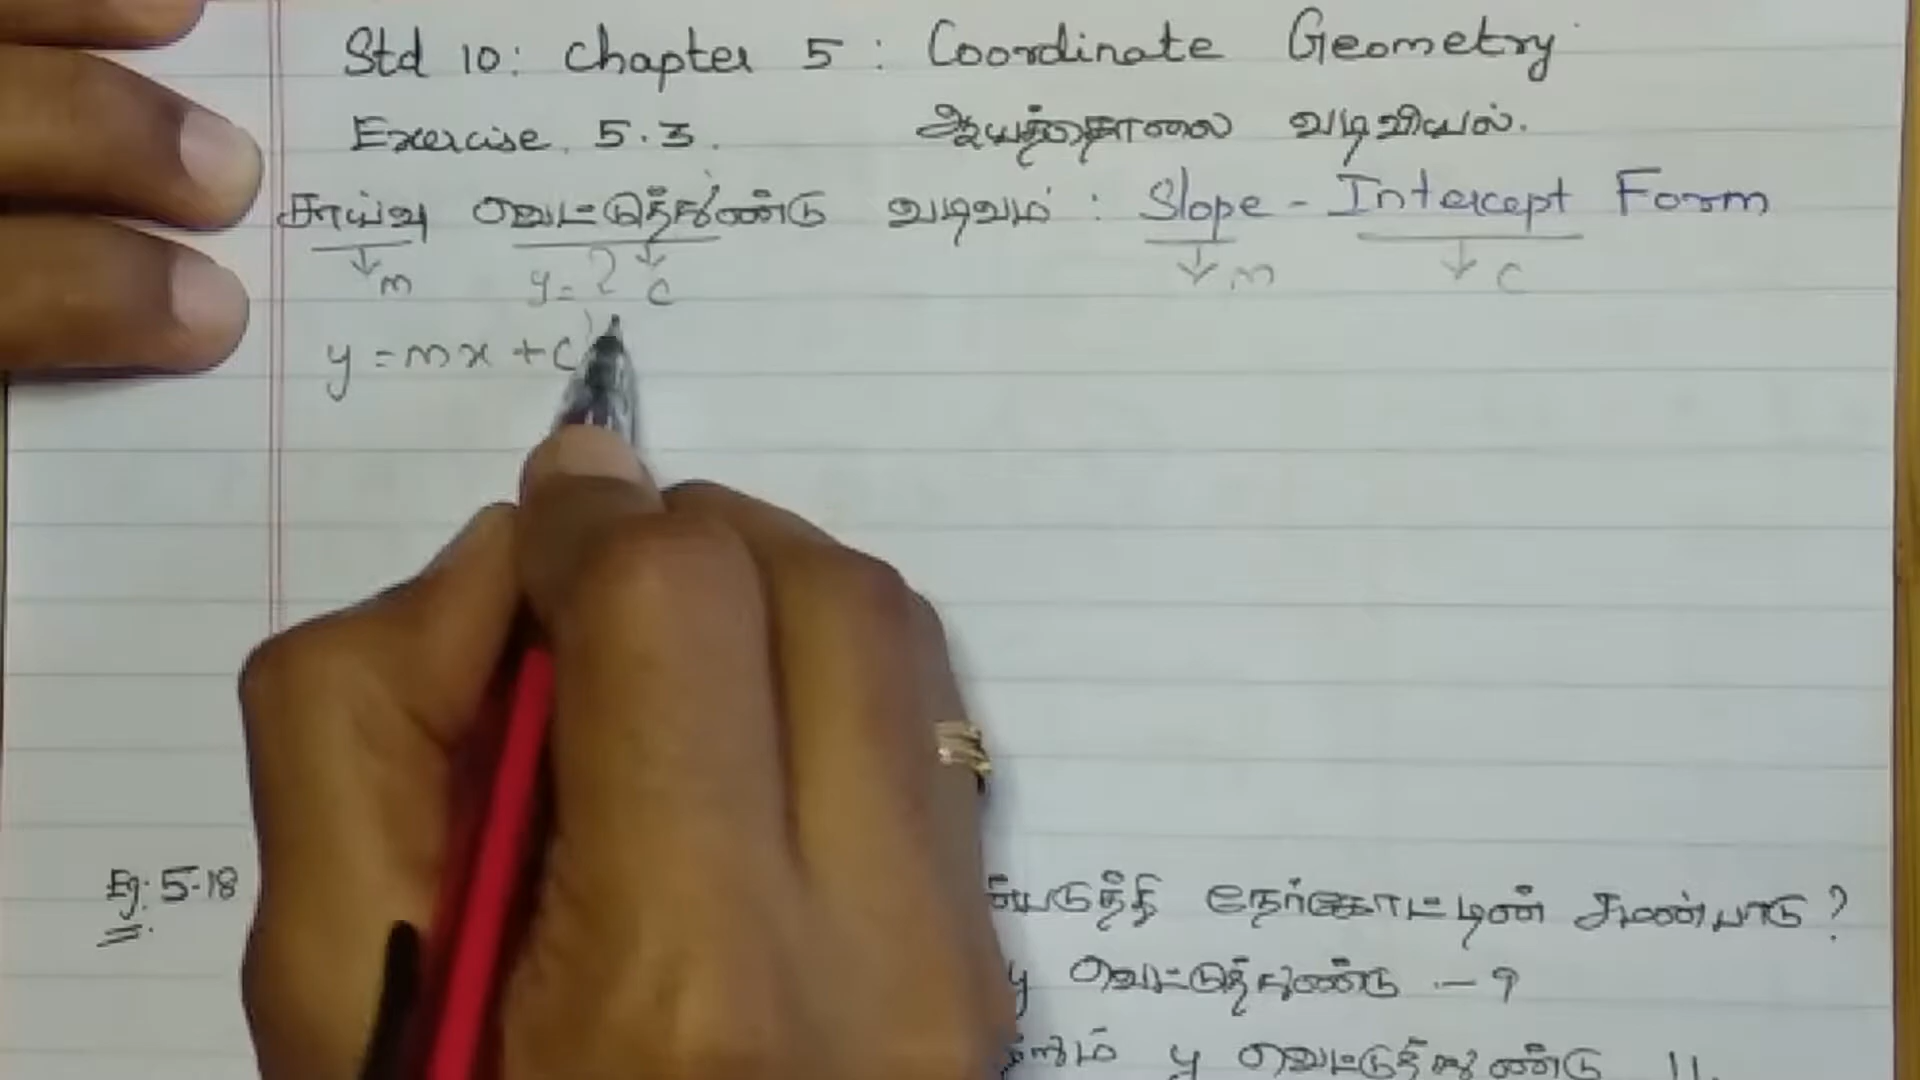 Std 10: Chapter 5 : Coordinate Geometry
Exercise 5.3. ஆயத்தொலை வடிவியல்.
சாய்வு வெட்டுத்துண்டு வடிவம் : Slope - Intercept Form
m y = ? c m c
y = mx + c
Eg: 5.18 நேர்கோட்டின் சமன்பாடு ?
y வெட்டுத்துண்டு - 9
y வெட்டுத்துண்டு 11.